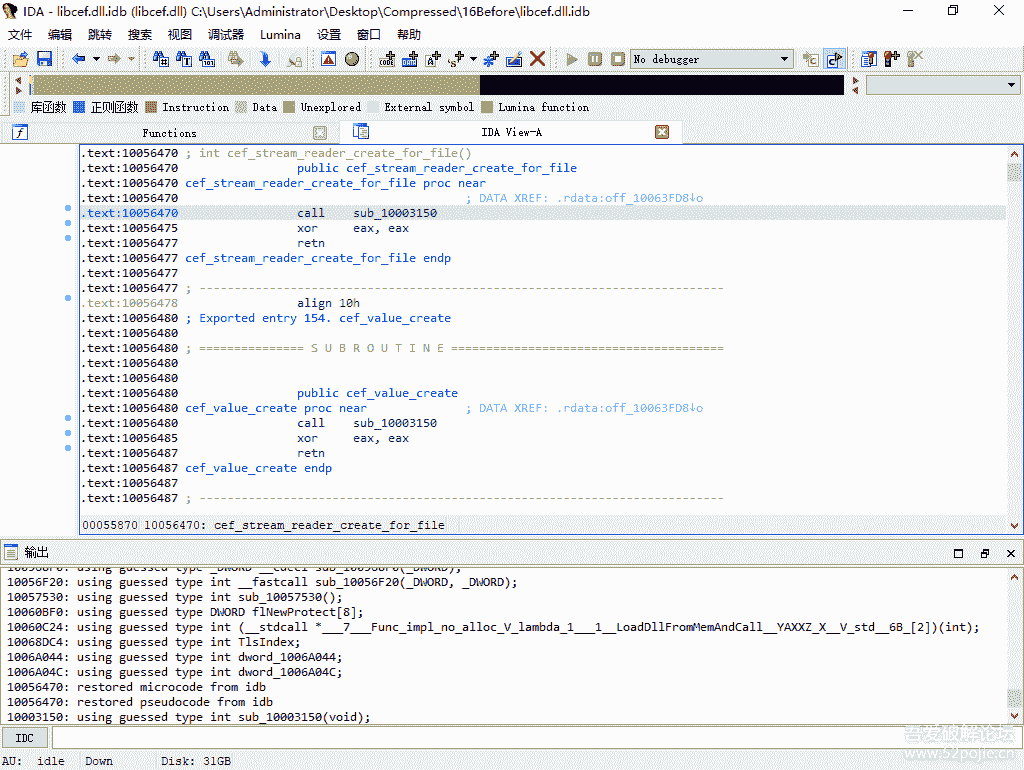 IDA - libcef.dll.idb (libcef.dll) C:\Users\Administrator\Desktop\Compressed\16Before\libcef.dll.idb
文件 编辑 跳转 搜索 视图 调试器 Lumina 设置 窗口 帮助
No debugger
库函数 正则函数 Instruction Data Unexplored External symbol Lumina function
Functions IDA View-A
.text:10056470 ; int cef_stream_reader_create_for_file()
.text:10056470 public cef_stream_reader_create_for_file
.text:10056470 cef_stream_reader_create_for_file proc near
.text:10056470 ; DATA XREF: .rdata:off_10063FD8↓o
.text:10056470 call sub_10003150
.text:10056475 xor eax, eax
.text:10056477 retn
.text:10056477 cef_stream_reader_create_for_file endp
.text:10056477
.text:10056477 ; ---------------------------------------------------------------------------
.text:10056478 align 10h
.text:10056480 ; Exported entry 154. cef_value_create
.text:10056480
.text:10056480 ; =============== S U B R O U T I N E =======================================
.text:10056480
.text:10056480
.text:10056480 public cef_value_create
.text:10056480 cef_value_create proc near ; DATA XREF: .rdata:off_10063FD8↓o
.text:10056480 call sub_10003150
.text:10056485 xor eax, eax
.text:10056487 retn
.text:10056487 cef_value_create endp
.text:10056487
.text:10056487 ; ---------------------------------------------------------------------------
00055870 10056470: cef_stream_reader_create_for_file
输出
using guessed type _DWORD
10056F20: using guessed type int __fastcall sub_10056F20(_DWORD, _DWORD);
10057530: using guessed type int sub_10057530();
10060BF0: using guessed type DWORD flNewProtect[8];
10060C24: using guessed type int (__stdcall *___7___Func_impl_no_alloc_V_lambda_1___1__LoadDllFromMemAndCall__YAXXZ_X__V_std__6B_[2])(int);
10068DC4: using guessed type int TlsIndex;
1006A044: using guessed type int dword_1006A044;
1006A04C: using guessed type int dword_1006A04C;
10056470: restored microcode from idb
10056470: restored pseudocode from idb
10003150: using guessed type int sub_10003150(void);
IDC
吾爱破解论坛
www.52pojie.cn
AU: idle Down Disk: 31GB